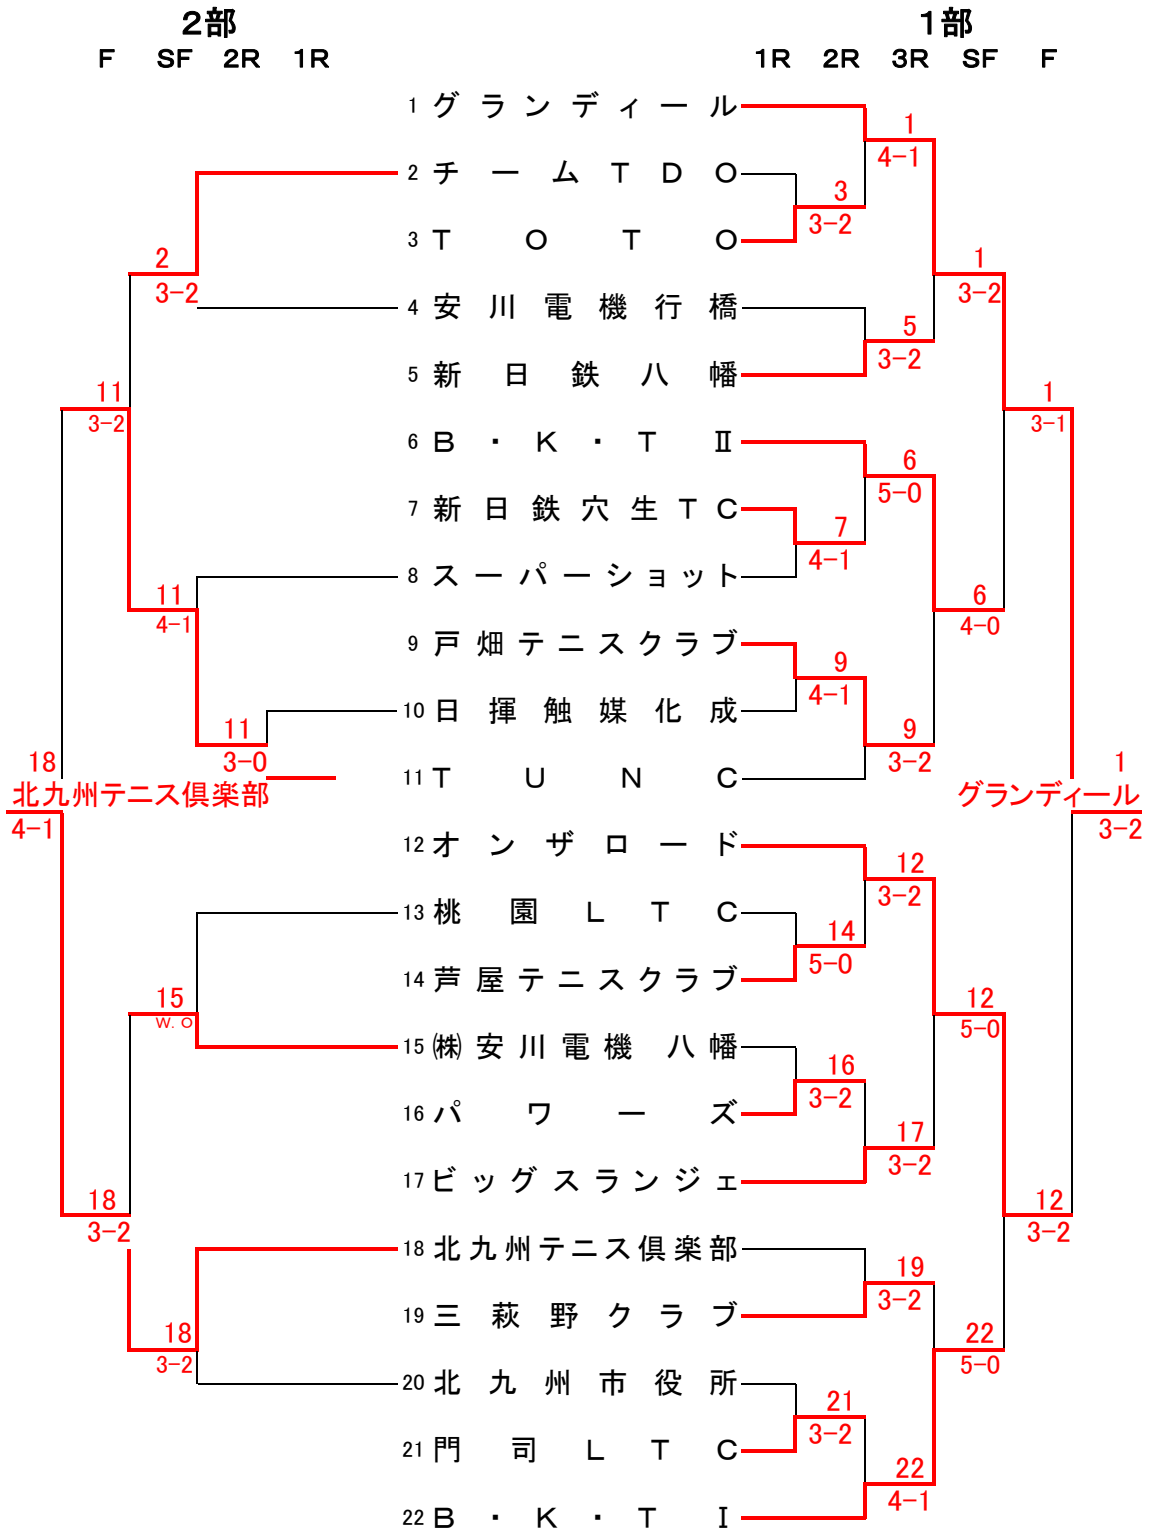 2部 1部
F SF 2R 1R 1R 2R 3R SF F
1 グランディール
1
4-1
2 チームTDO
3
3-2
3 TOTO
2
3-2
1
3-2
4 安川電機行橋
5
3-2
5 新日鉄八幡
11
3-2
1
3-1
6 B・K・TⅡ
6
5-0
7 新日鉄穴生TC
7
4-1
8 スーパーショット
11
4-1
6
4-0
9 戸畑テニスクラブ
9
4-1
10 日揮触媒化成
11
3-0
9
3-2
11 TUNC
18
北九州テニス倶楽部
4-1
1
グランディール
3-2
12 オンザロード
12
3-2
13 桃園LTC
14
5-0
14 芦屋テニスクラブ
15
W.O
12
5-0
15 ㈱安川電機八幡
16
3-2
16 パワーズ
17
3-2
17 ビッグスランジェ
18
3-2
12
3-2
18 北九州テニス倶楽部
19
3-2
19 三萩野クラブ
18
3-2
22
5-0
20 北九州市役所
21
3-2
21 門司LTC
22
4-1
22 B・K・TⅠ